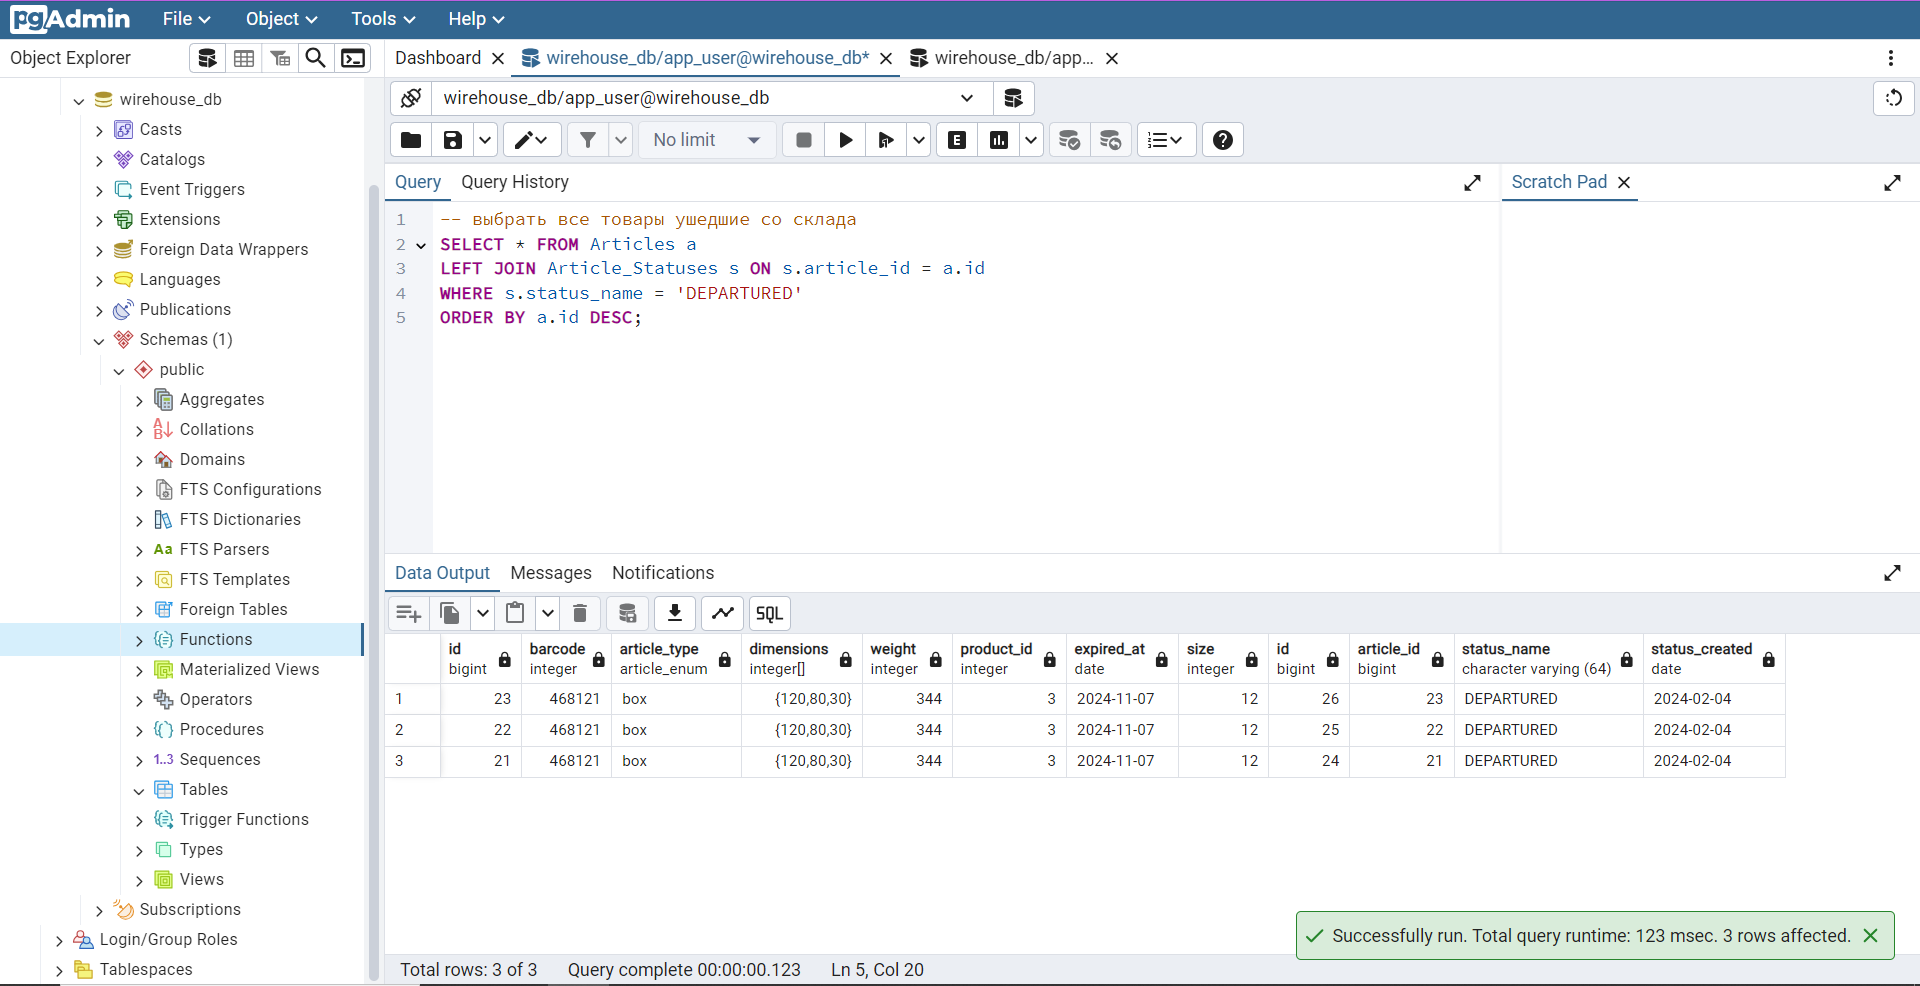 pgAdmin File Object Tools Help
Object Explorer
Dashboard wirehouse_db/app_user@wirehouse_db* wirehouse_db/app...
wirehouse_db
Casts
Catalogs
Event Triggers
Extensions
Foreign Data Wrappers
Languages
Publications
Schemas (1)
public
Aggregates
Collations
Domains
FTS Configurations
FTS Dictionaries
Aa FTS Parsers
FTS Templates
Foreign Tables
Functions
Materialized Views
Operators
Procedures
1..3 Sequences
Tables
Trigger Functions
Types
Views
Subscriptions
Login/Group Roles
Tablespaces
wirehouse_db/app_user@wirehouse_db
No limit E
Query Query History Scratch Pad
1 -- выбрать все товары ушедшие со склада
2 SELECT * FROM Articles a
3 LEFT JOIN Article_Statuses s ON s.article_id = a.id
4 WHERE s.status_name = 'DEPARTURED'
5 ORDER BY a.id DESC;
Data Output Messages Notifications
SQL
id barcode article_type dimensions weight product_id expired_at size id article_id status_name status_created
bigint integer article_enum integer[] integer integer date integer bigint bigint character varying (64) date
1 23 468121 box {120,80,30} 344 3 2024-11-07 12 26 23 DEPARTURED 2024-02-04
2 22 468121 box {120,80,30} 344 3 2024-11-07 12 25 22 DEPARTURED 2024-02-04
3 21 468121 box {120,80,30} 344 3 2024-11-07 12 24 21 DEPARTURED 2024-02-04
Successfully run. Total query runtime: 123 msec. 3 rows affected.
Total rows: 3 of 3 Query complete 00:00:00.123 Ln 5, Col 20